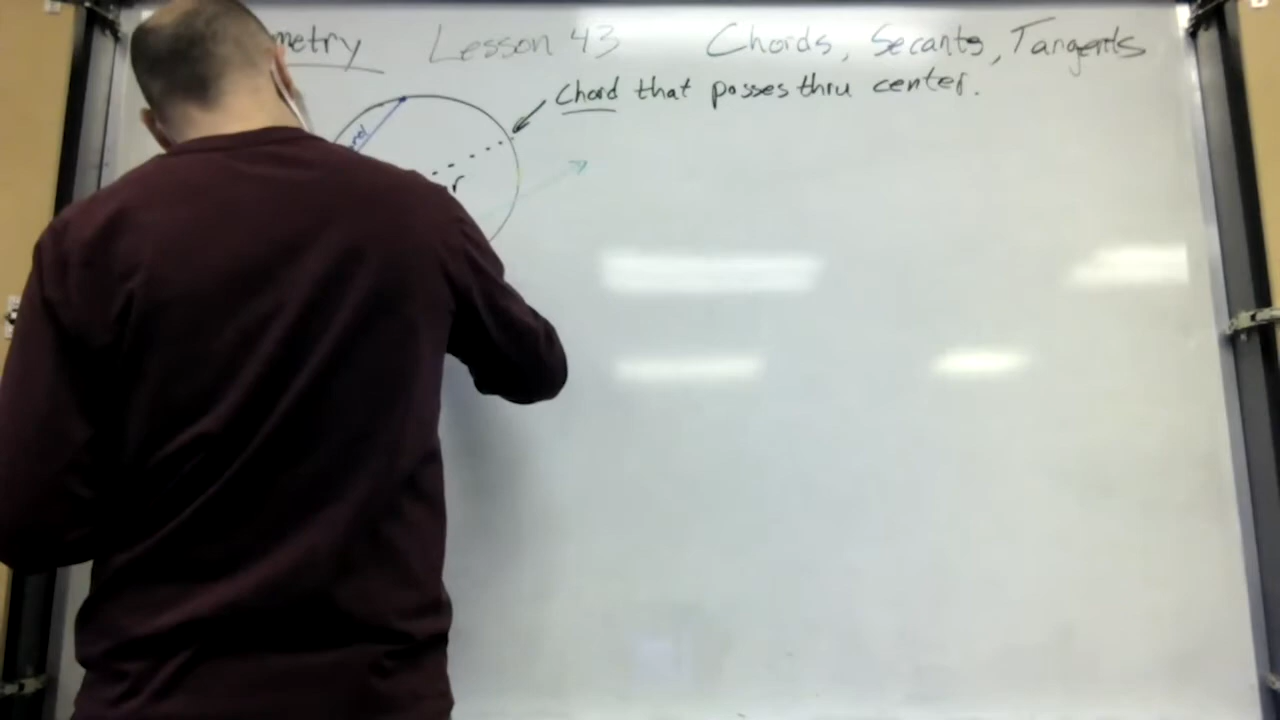 metry Lesson 43 Chords, Secants, Tangents
Chord that passes thru center.
r